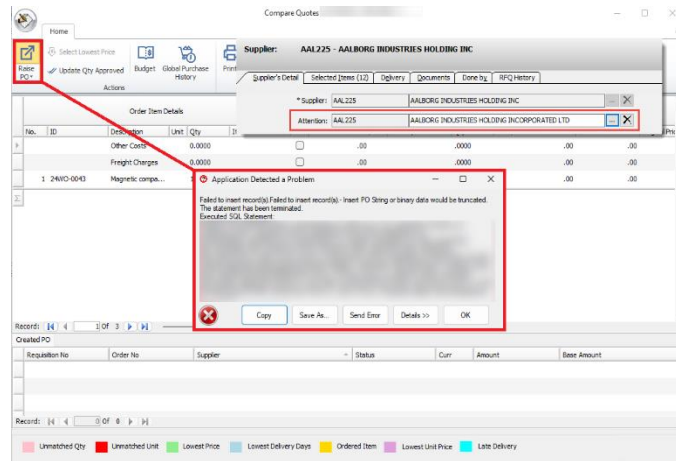 Compare Quotes
Home
Raise PO
Select Lowest Price
Update Qty Approved
Budget
Global Purchase History
Actions
Supplier: AAL225 - AALBORG INDUSTRIES HOLDING INC
Supplier's Detail Selected Items (12) Delivery Documents Done by RFQ History
* Supplier: AAL225 AALBORG INDUSTRIES HOLDING INC ...
Attention: AAL225 AALBORG INDUSTRIES HOLDING INCORPORATED LTD ...
Order Item Details
No. ID Description Unit Qty
Other Costs 0.0000 .00 .0000 .00 .00
Freight Charges 0.0000 .00 .0000 .00 .00
1 24WO-0043 Magnetic compa...
Application Detected a Problem
Failed to insert record(s).Failed to insert record(s).- Insert PO String or binary data would be truncated.
The statement has been terminated.
Executed SQL Statement:
Copy Save As... Send Error Details >> OK
.00 .00
Record: 1 Of 3
Created PO
Requisition No Order No Supplier Status Curr Amount Base Amount
Record: 0 Of 0
Unmatched Qty Unmatched Unit Lowest Price Lowest Delivery Days Ordered Item Lowest Unit Price Late Delivery